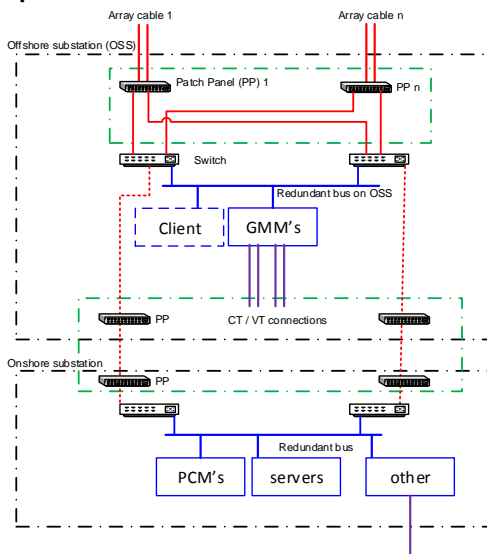 Array cable 1
Array cable n
Offshore substation (OSS)
Patch Panel (PP) 1
PP n
Switch
Redundant bus on OSS
Client
GMM's
PP
CT / VT connections
Onshore substation
PP
Redundant bus
PCM's
servers
other